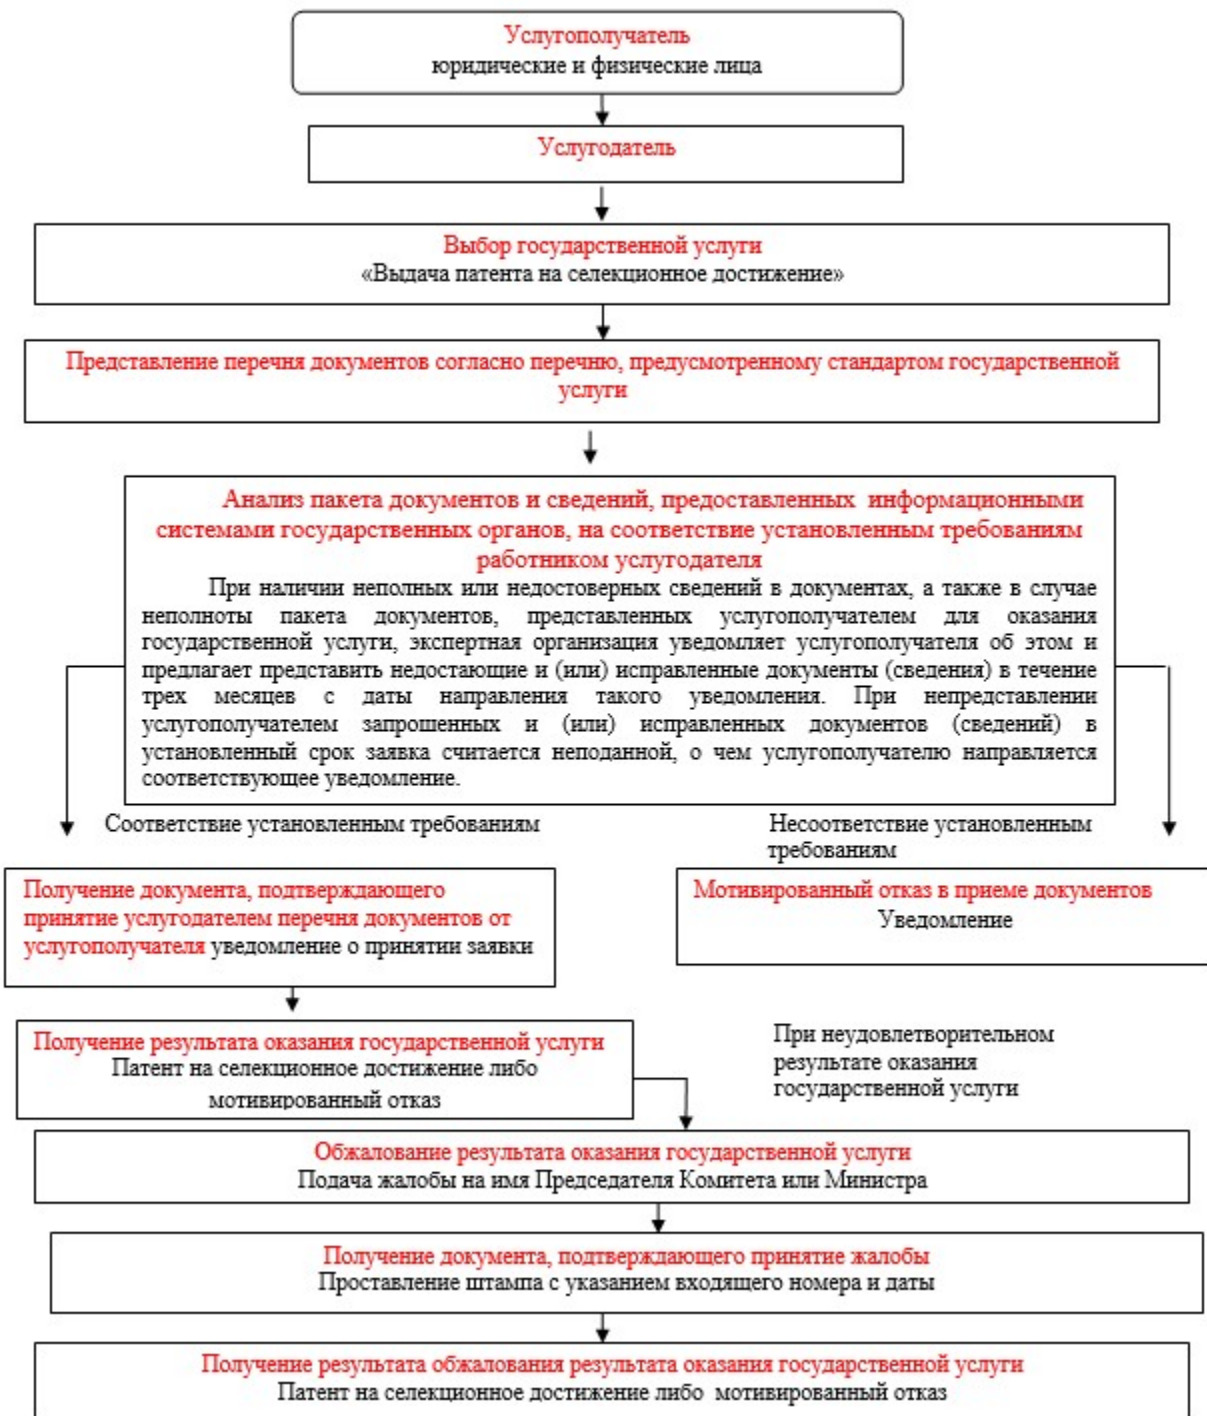 Услугополучатель
юридические и физические лица
Услугодатель
Выбор государственной услуги
«Выдача патента на селекционное достижение»
Представление перечня документов согласно перечню, предусмотренному стандартом государственной
услуги
Анализ пакета документов и сведений, предоставленных информационными
системами государственных органов, на соответствие установленным требованиям
работником услугодателя
При наличии неполных или недостоверных сведений в документах, а также в случае
неполноты пакета документов, представленных услугополучателем для оказания
государственной услуги, экспертная организация уведомляет услугополучателя об этом и
предлагает представить недостающие и (или) исправленные документы (сведения) в течение
трех месяцев с даты направления такого уведомления. При непредставлении
услугополучателем запрошенных и (или) исправленных документов (сведений) в
установленный срок заявка считается неподанной, о чем услугополучателю направляется
соответствующее уведомление.
Соответствие установленным требованиям
Несоответствие установленным
требованиям
Получение документа, подтверждающего
принятие услугодателем перечня документов от
услугополучателя уведомление о принятии заявки
Мотивированный отказ в приеме документов
Уведомление
Получение результата оказания государственной услуги
Патент на селекционное достижение либо
мотивированный отказ
При неудовлетворительном
результате оказания
государственной услуги
Обжалование результата оказания государственной услуги
Подача жалобы на имя Председателя Комитета или Министра
Получение документа, подтверждающего принятие жалобы
Проставление штампа с указанием входящего номера и даты
Получение результата обжалования результата оказания государственной услуги
Патент на селекционное достижение либо мотивированный отказ